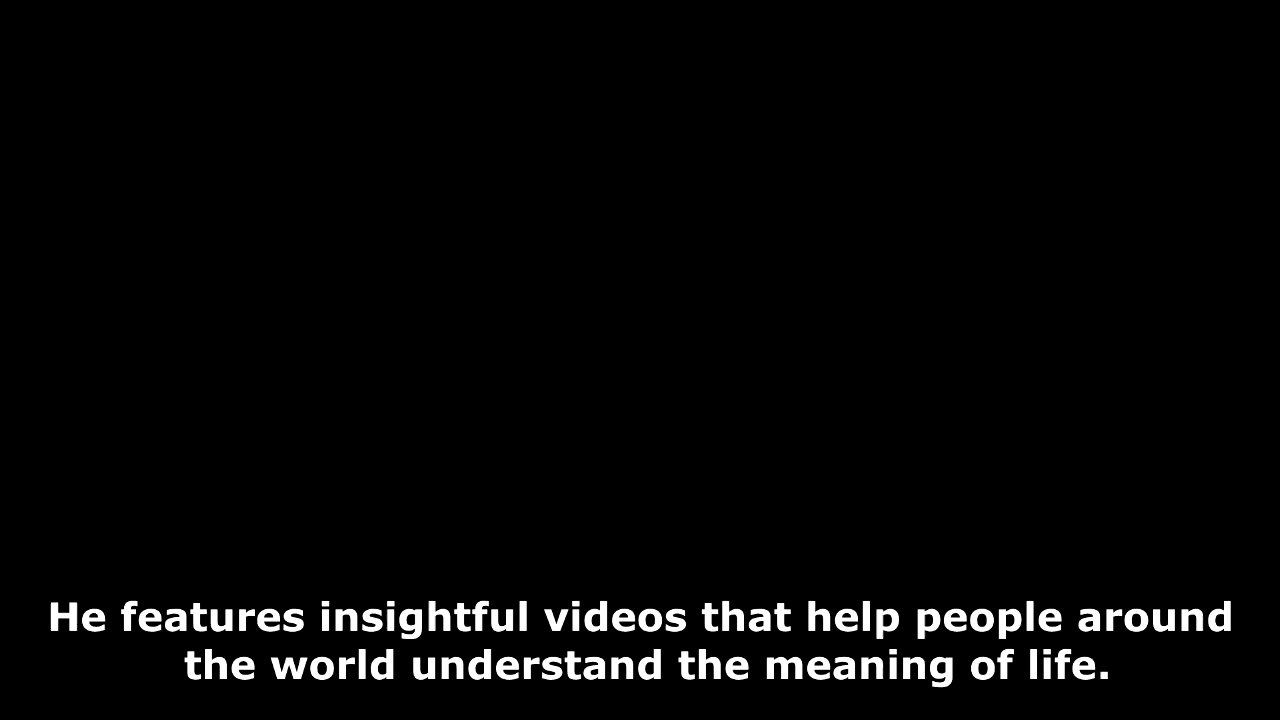 He features insightful videos that help people around
the world understand the meaning of life.